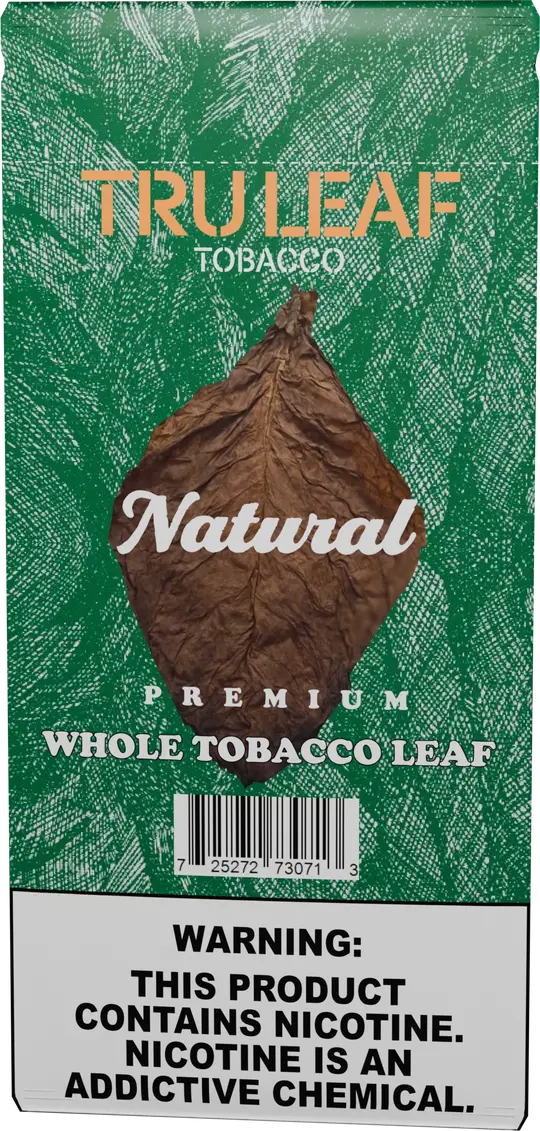 TRU LEAF
TOBACCO
Natural
PREMIUM
WHOLE TOBACCO LEAF
7 25272 73071 3
WARNING:
THIS PRODUCT
CONTAINS NICOTINE.
NICOTINE IS AN
ADDICTIVE CHEMICAL.